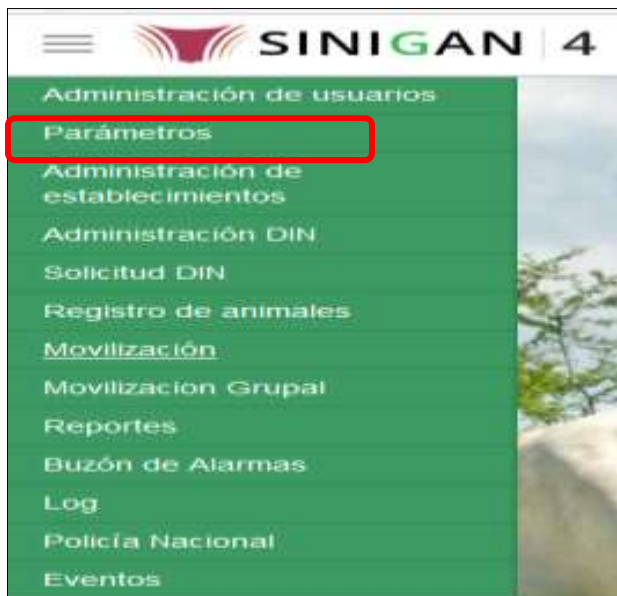 SINIGAN 4
Administración de usuarios
Parámetros
Administración de
establecimientos
Administración DIN
Solicitud DIN
Registro de animales
Movilización
Movilizacion Grupal
Reportes
Buzón de Alarmas
Log
Policía Nacional
Eventos